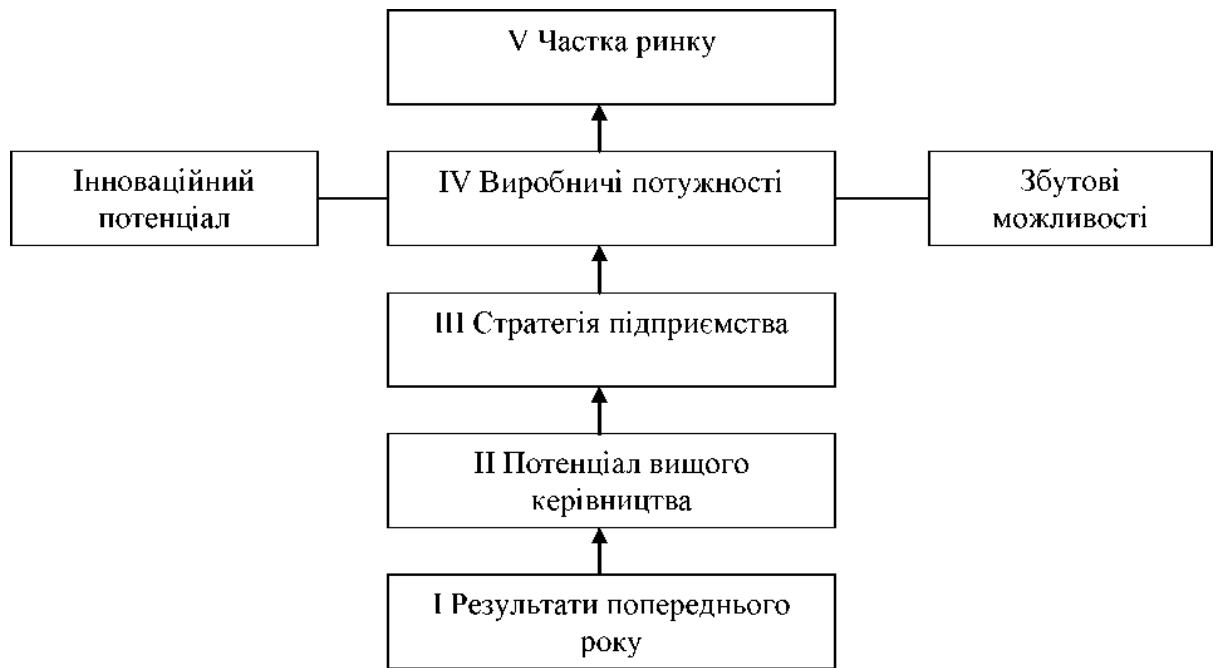 V Частка ринку
Інноваційний
потенціал
IV Виробничі потужності
Збутові
можливості
III Стратегія підприємства
II Потенціал вищого
керівництва
I Результати попереднього
року